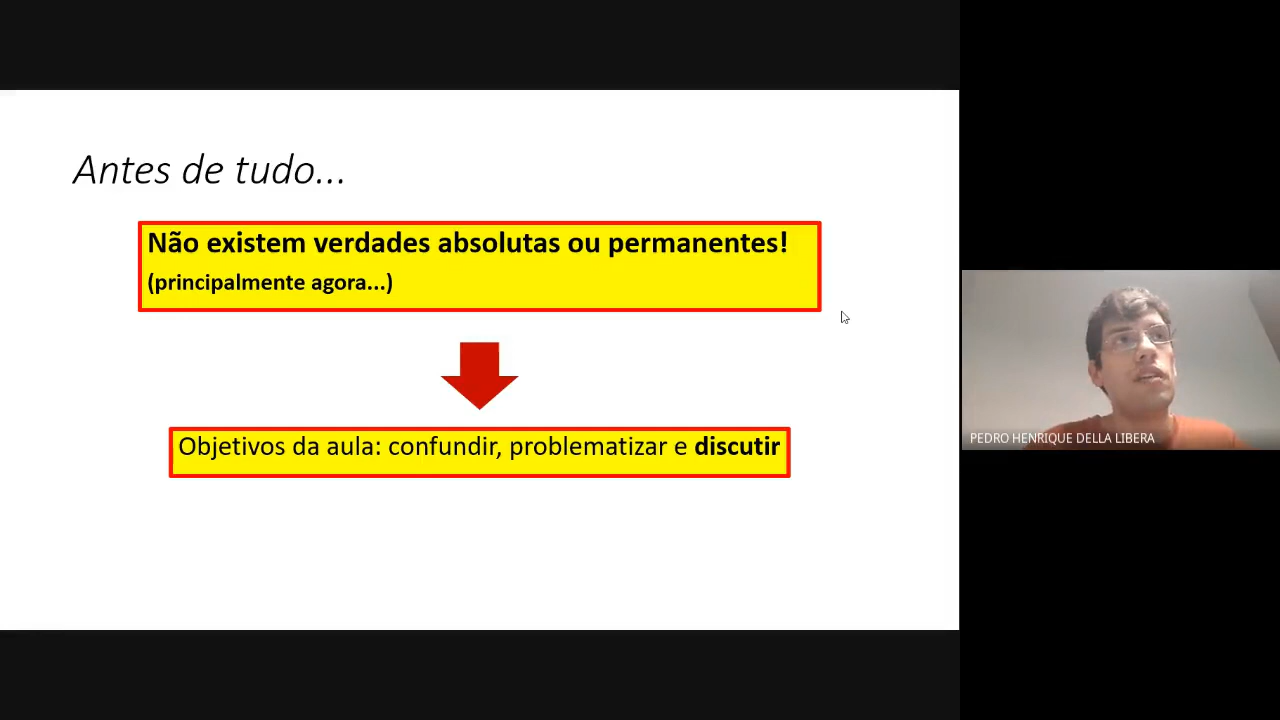 Antes de tudo...
Não existem verdades absolutas ou permanentes!
(principalmente agora...)
Objetivos da aula: confundir, problematizar e discutir
PEDRO HENRIQUE DELLA LIBERA